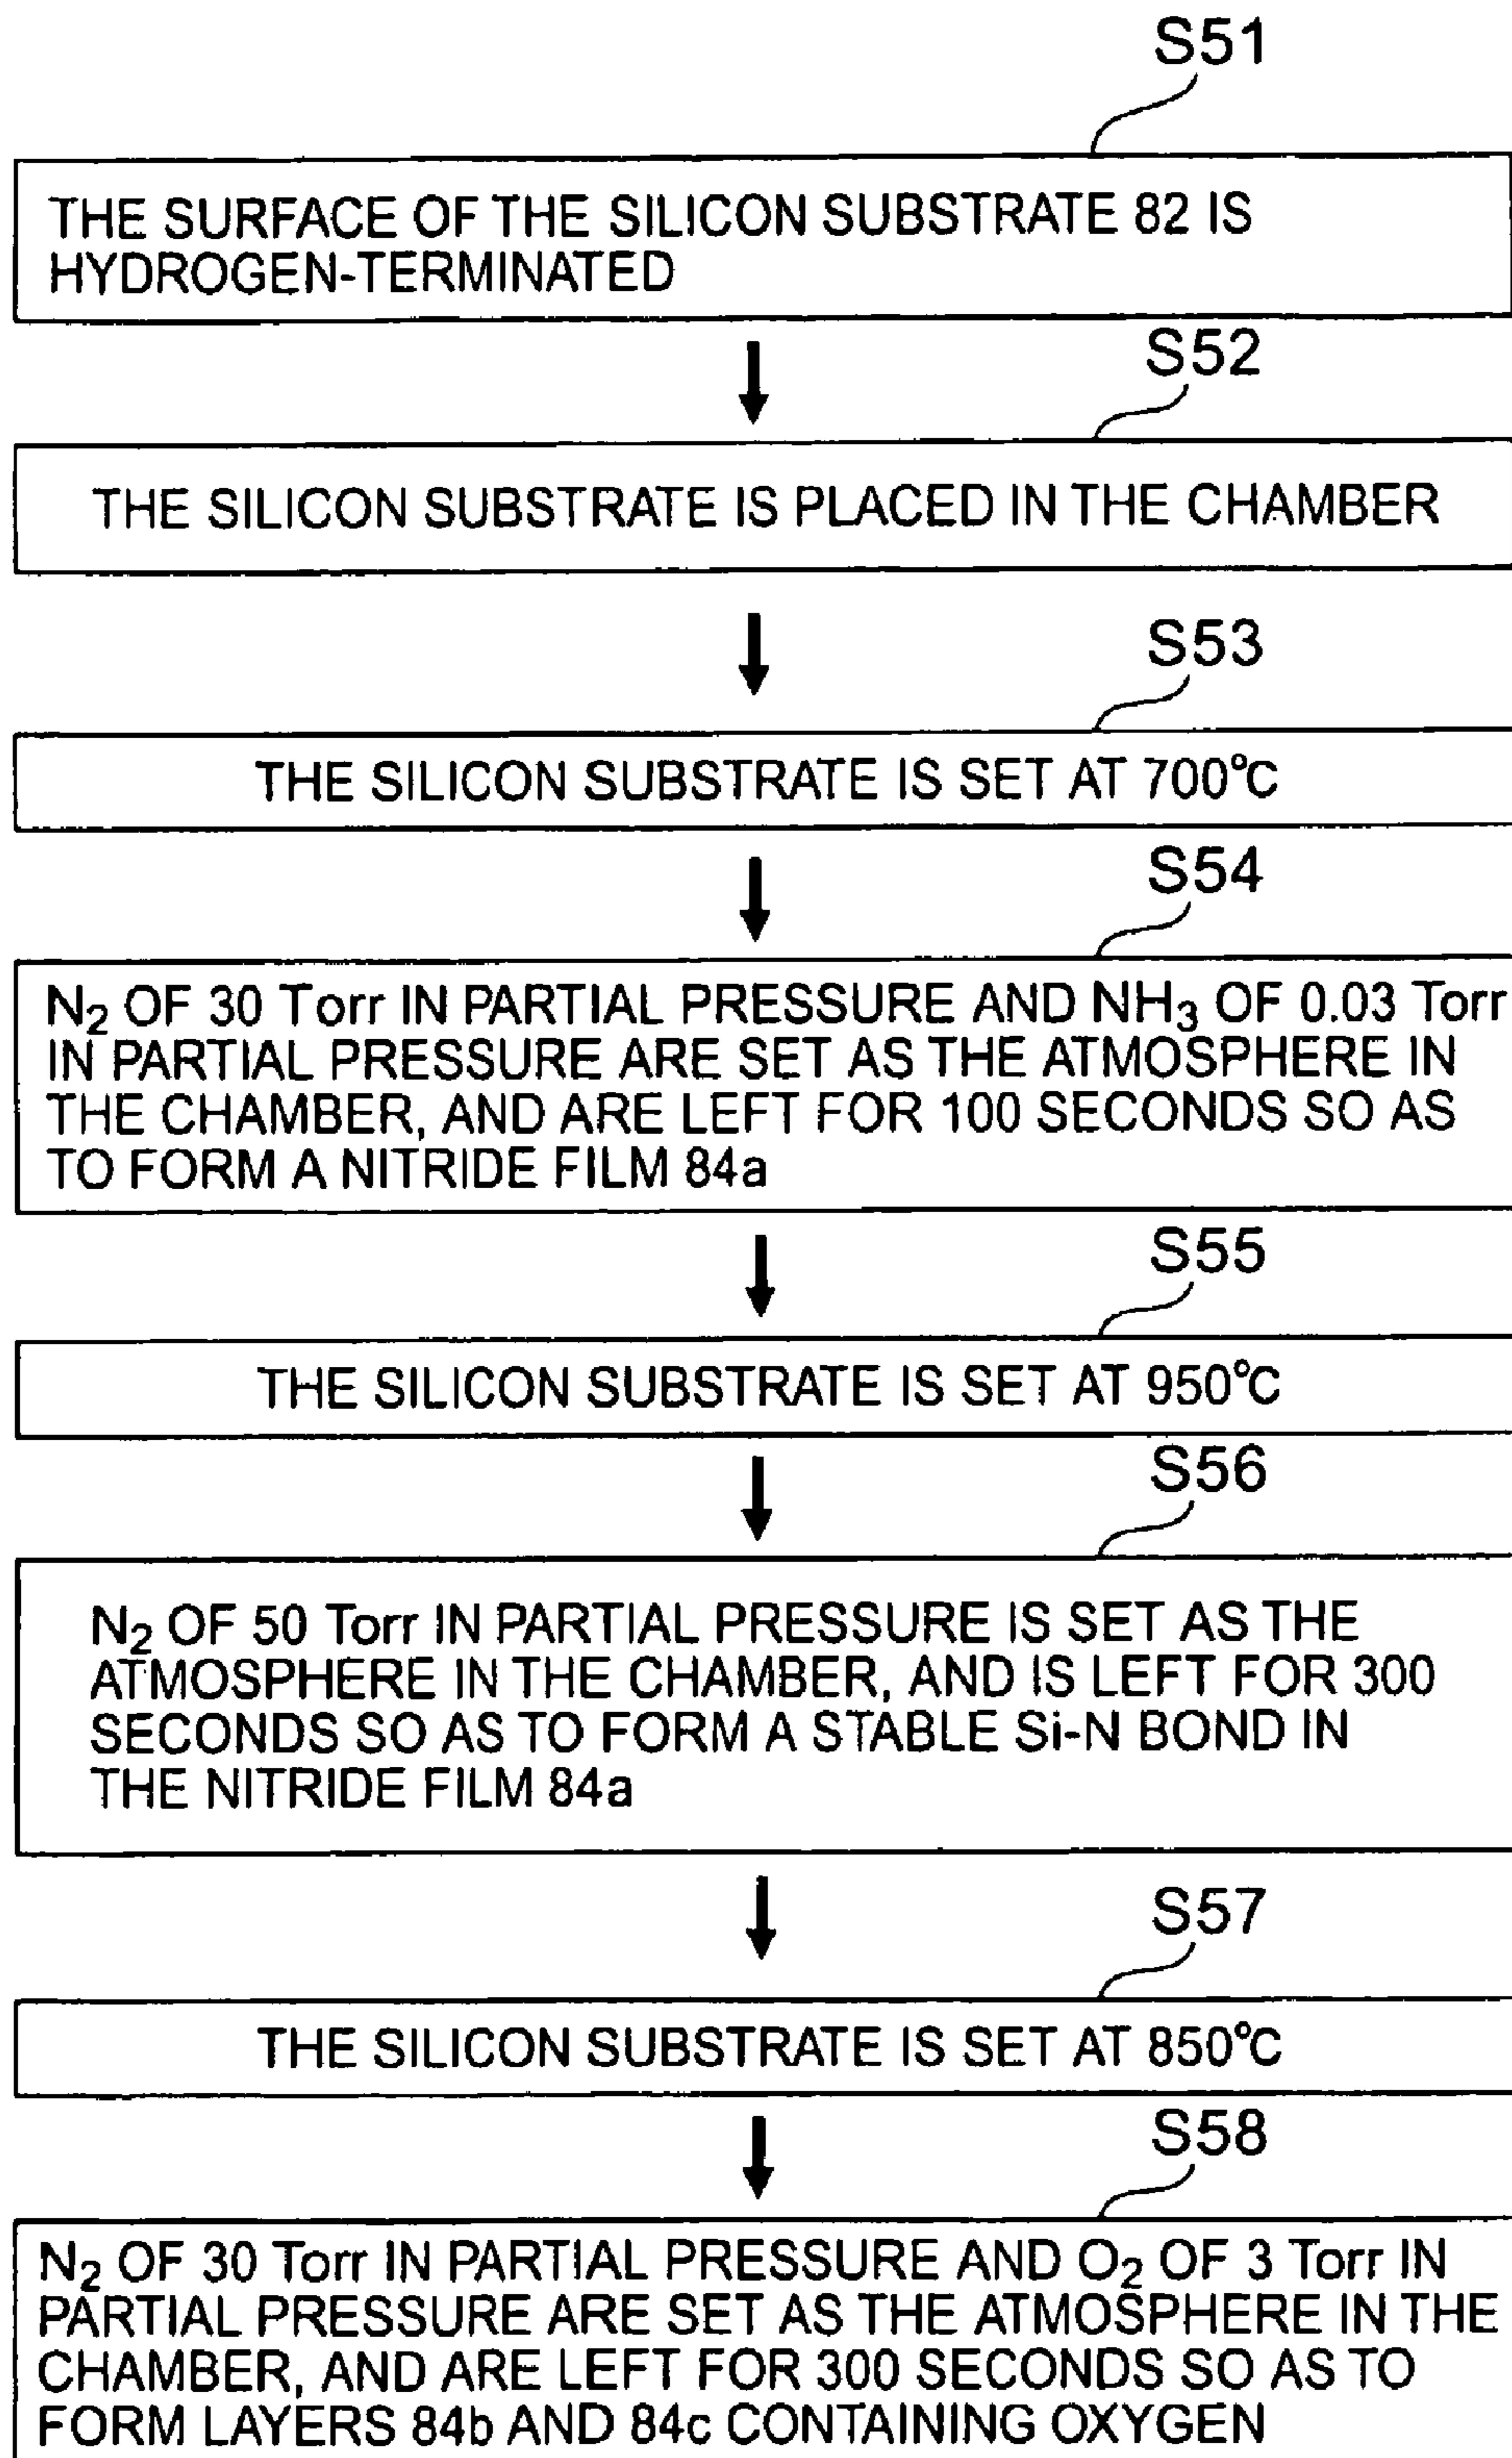 S51
THE SURFACE OF THE SILICON SUBSTRATE 82 IS
HYDROGEN-TERMINATED
S52
THE SILICON SUBSTRATE IS PLACED IN THE CHAMBER
S53
THE SILICON SUBSTRATE IS SET AT 700°C
S54
N₂ OF 30 Torr IN PARTIAL PRESSURE AND NH₃ OF 0.03 Torr
IN PARTIAL PRESSURE ARE SET AS THE ATMOSPHERE IN
THE CHAMBER, AND ARE LEFT FOR 100 SECONDS SO AS
TO FORM A NITRIDE FILM 84a
S55
THE SILICON SUBSTRATE IS SET AT 950°C
S56
N₂ OF 50 Torr IN PARTIAL PRESSURE IS SET AS THE
ATMOSPHERE IN THE CHAMBER, AND IS LEFT FOR 300
SECONDS SO AS TO FORM A STABLE Si-N BOND IN
THE NITRIDE FILM 84a
S57
THE SILICON SUBSTRATE IS SET AT 850°C
S58
N₂ OF 30 Torr IN PARTIAL PRESSURE AND O₂ OF 3 Torr IN
PARTIAL PRESSURE ARE SET AS THE ATMOSPHERE IN THE
CHAMBER, AND ARE LEFT FOR 300 SECONDS SO AS TO
FORM LAYERS 84b AND 84c CONTAINING OXYGEN